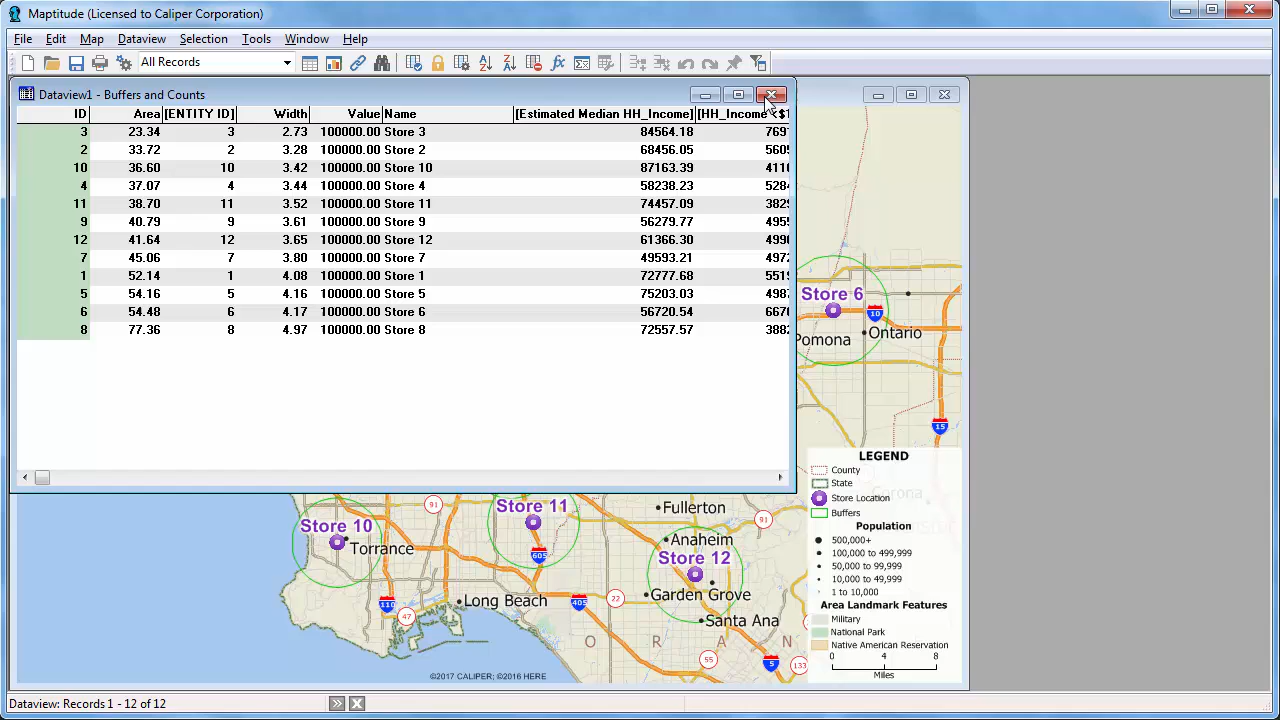 Maptitude (Licensed to Caliper Corporation)
File Edit Map Dataview Selection Tools Window Help
All Records
Dataview1 - Buffers and Counts
ID Area [ENTITY ID] Width Value Name [Estimated Median HH_Income] [HH_Income <$1
3 23.34 3 2.73 100000.00 Store 3 84564.18 7697
2 33.72 2 3.28 100000.00 Store 2 68456.05 5605
10 36.60 10 3.42 100000.00 Store 10 87163.39
4 37.07 4 3.44 100000.00 Store 4 58238.23 5284
11 38.70 11 3.52 100000.00 Store 11 74457.09
9 40.79 9 3.61 100000.00 Store 9 56279.77
12 41.64 12 3.65 100000.00 Store 12 61366.30
7 45.06 7 3.80 100000.00 Store 7 49593.21
1 52.14 1 4.08 100000.00 Store 1 72777.68
5 54.16 5 4.16 100000.00 Store 5 75203.03
6 54.48 6 4.17 100000.00 Store 6 56720.54
8 77.36 8 4.97 100000.00 Store 8 72557.57
Store 6
10
Pomona
Ontario
15
LEGEND
County
State
Store Location
Buffers
Population
500,000+
100,000 to 499,999
50,000 to 99,999
10,000 to 49,999
1 to 10,000
Area Landmark Features
Military
National Park
Native American Reservation
0 4 8
Miles
91
Store 11
Fullerton
91
Store 10
Torrance
605
Anaheim
Store 12
110
Long Beach
405
22
Garden Grove
47
Santa Ana
O R A N
55
5
133
©2017 CALIPER; ©2016 HERE
Dataview: Records 1 - 12 of 12